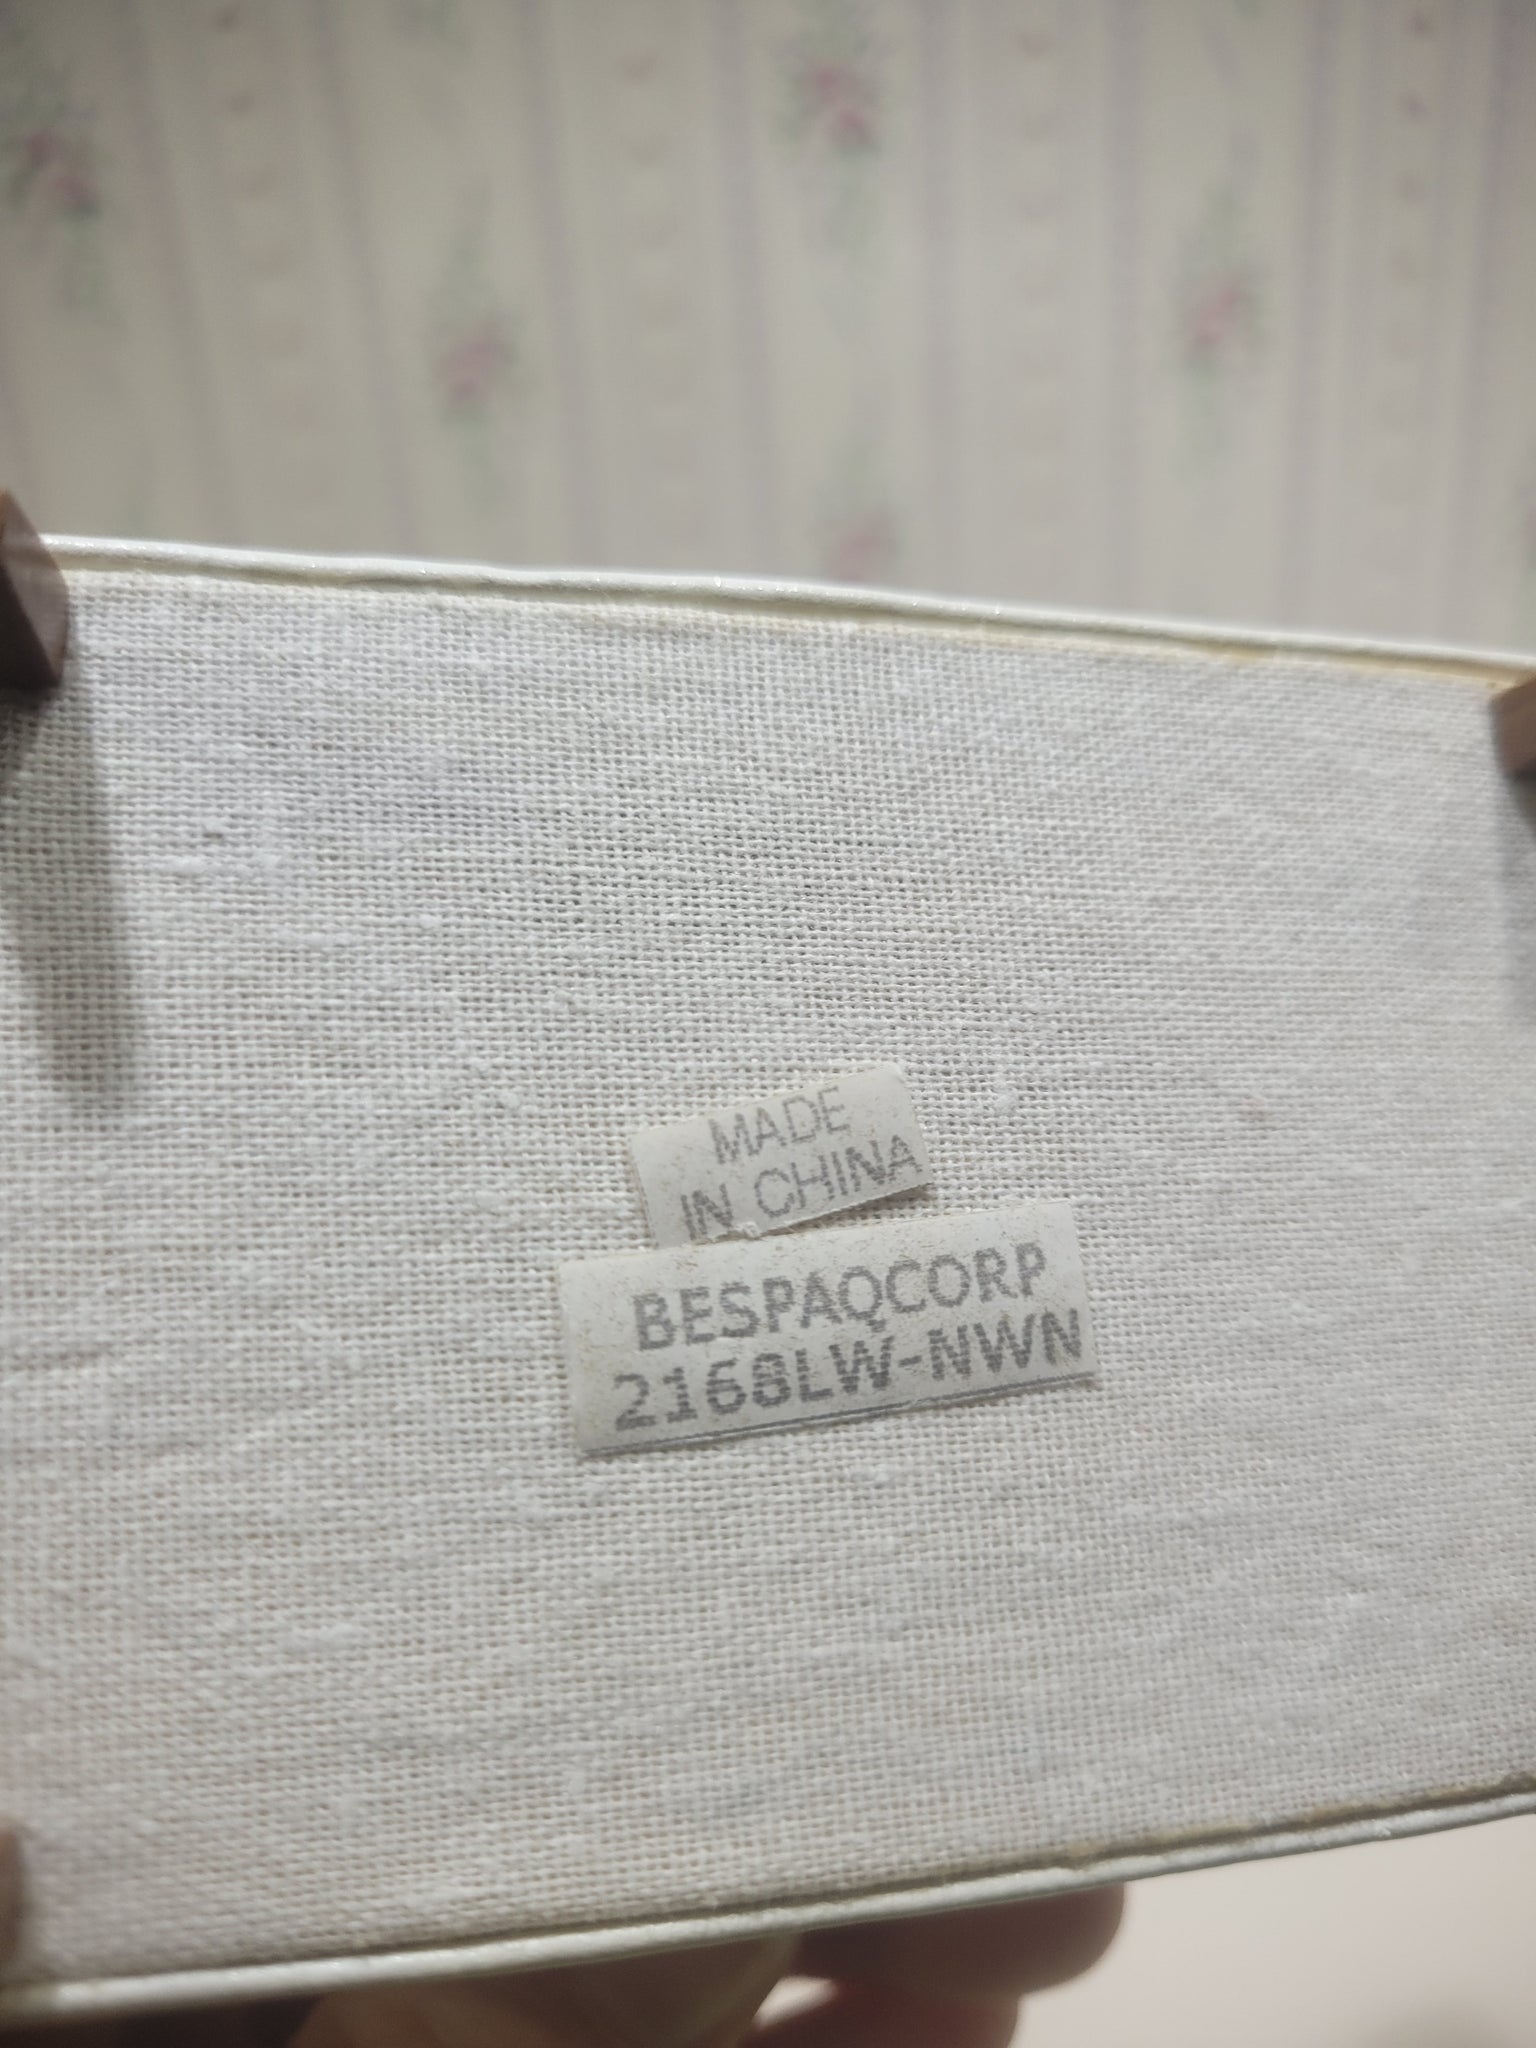 MADE
IN CHINA
BESPAQCORP
2168LW-NWN